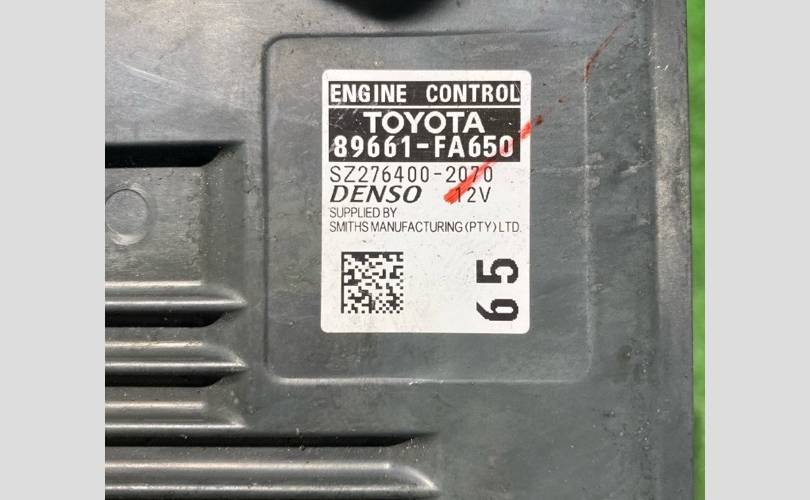 ENGINE CONTROL
TOYOTA
89661-FA650
SZ276400-2070
DENSO 12V
SUPPLIED BY
SMITHS MANUFACTURING (PTY) LTD.
65